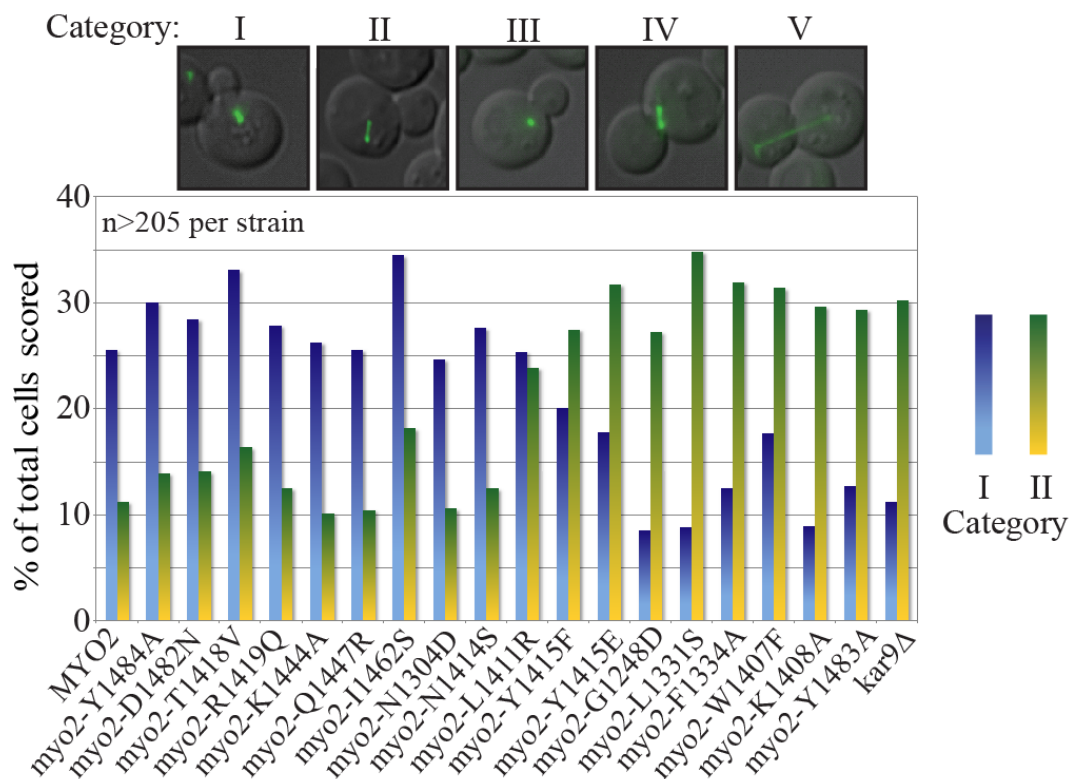 Category: I II III IV V
40
n>205 per strain
30
20
10
0
% of total cells scored
MYO2
myo2-Y1484A
myo2-D1482N
myo2-T1418V
myo2-R1419Q
myo2-K1444A
myo2-Q1447R
myo2-I1462S
myo2-N1304D
myo2-N1414S
myo2-L1411R
myo2-Y1415F
myo2-Y1415E
myo2-G1248D
myo2-L1331S
myo2-F1334A
myo2-W1407F
myo2-K1408A
myo2-Y1483A
kar9Δ
I II
Category